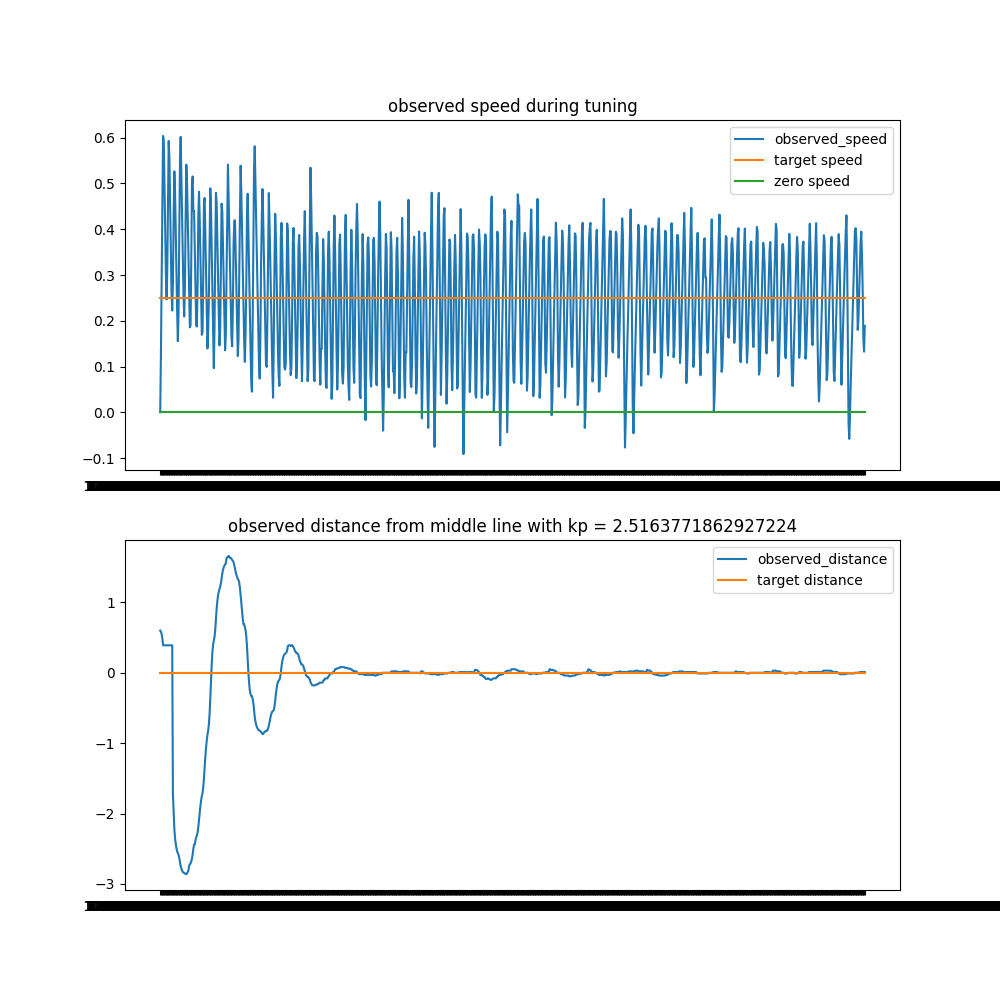 observed speed during tuning
observed_speed
target speed
zero speed
0.6
0.5
0.4
0.3
0.2
0.1
0.0
−0.1
observed distance from middle line with kp = 2.5163771862927224
observed_distance
target distance
1
0
−1
−2
−3